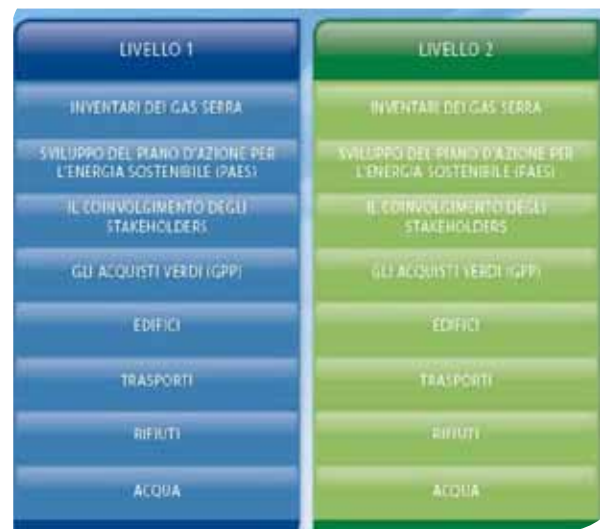 LIVELLO 1
INVENTARI DEI GAS SERRA
SVILUPPO DEL PIANO D'AZIONE PER
L'ENERGIA SOSTENIBILE (PAES)
IL COINVOLGIMENTO DEGLI
STAKEHOLDERS
GLI ACQUISTI VERDI (GPP)
EDIFICI
TRASPORTI
RIFIUTI
ACQUA
LIVELLO 2
INVENTARI DEI GAS SERRA
SVILUPPO DEL PIANO D'AZIONE PER
L'ENERGIA SOSTENIBILE (PAES)
IL COINVOLGIMENTO DEGLI
STAKEHOLDERS
GLI ACQUISTI VERDI (GPP)
EDIFICI
TRASPORTI
RIFIUTI
ACQUA